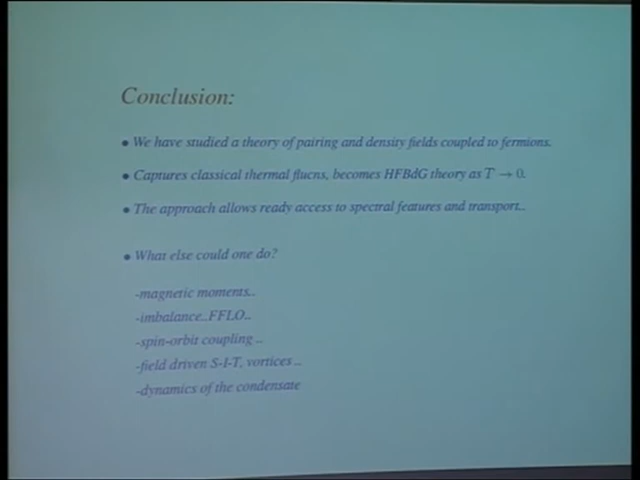 Conclusion:
• We have studied a theory of pairing and density fields coupled to fermions.
• Captures classical thermal flucns, becomes HFBdG theory as T → 0.
• The approach allows ready access to spectral features and transport..
• What else could one do?
-magnetic moments..
-imbalance..FFLO..
-spin-orbit coupling ..
-field driven S-I-T, vortices ..
-dynamics of the condensate